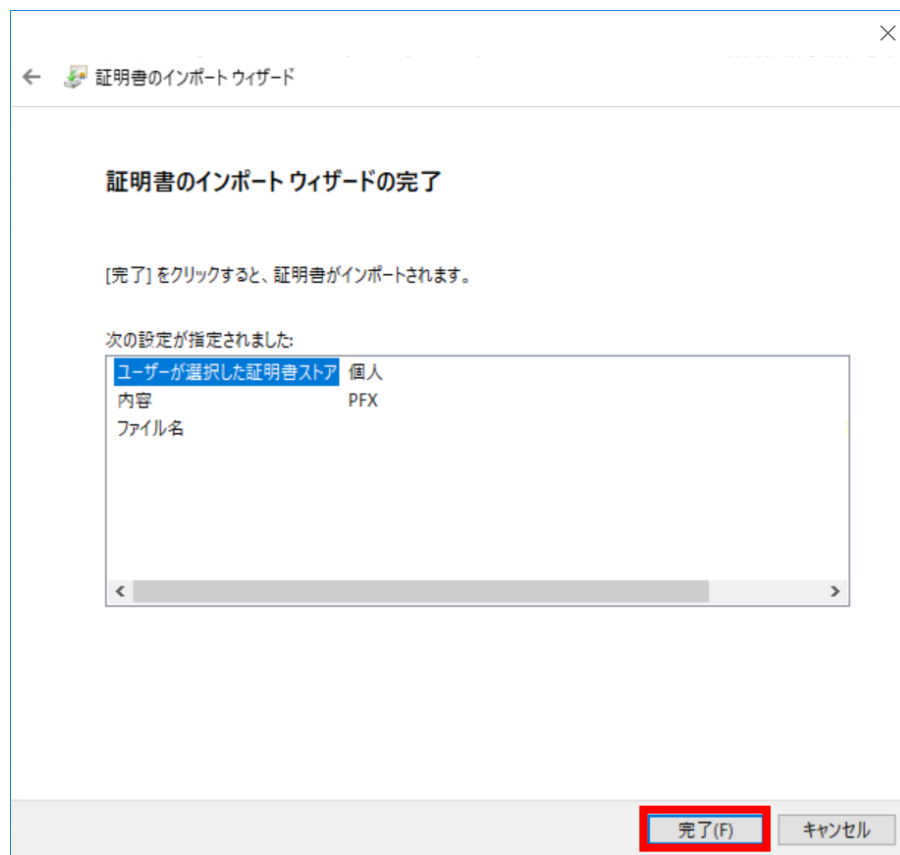 証明書のインポート ウィザード
証明書のインポート ウィザードの完了
[完了] をクリックすると、証明書がインポートされます。
次の設定が指定されました:
ユーザーが選択した証明書ストア 個人
内容 PFX
ファイル名
完了(F) キャンセル